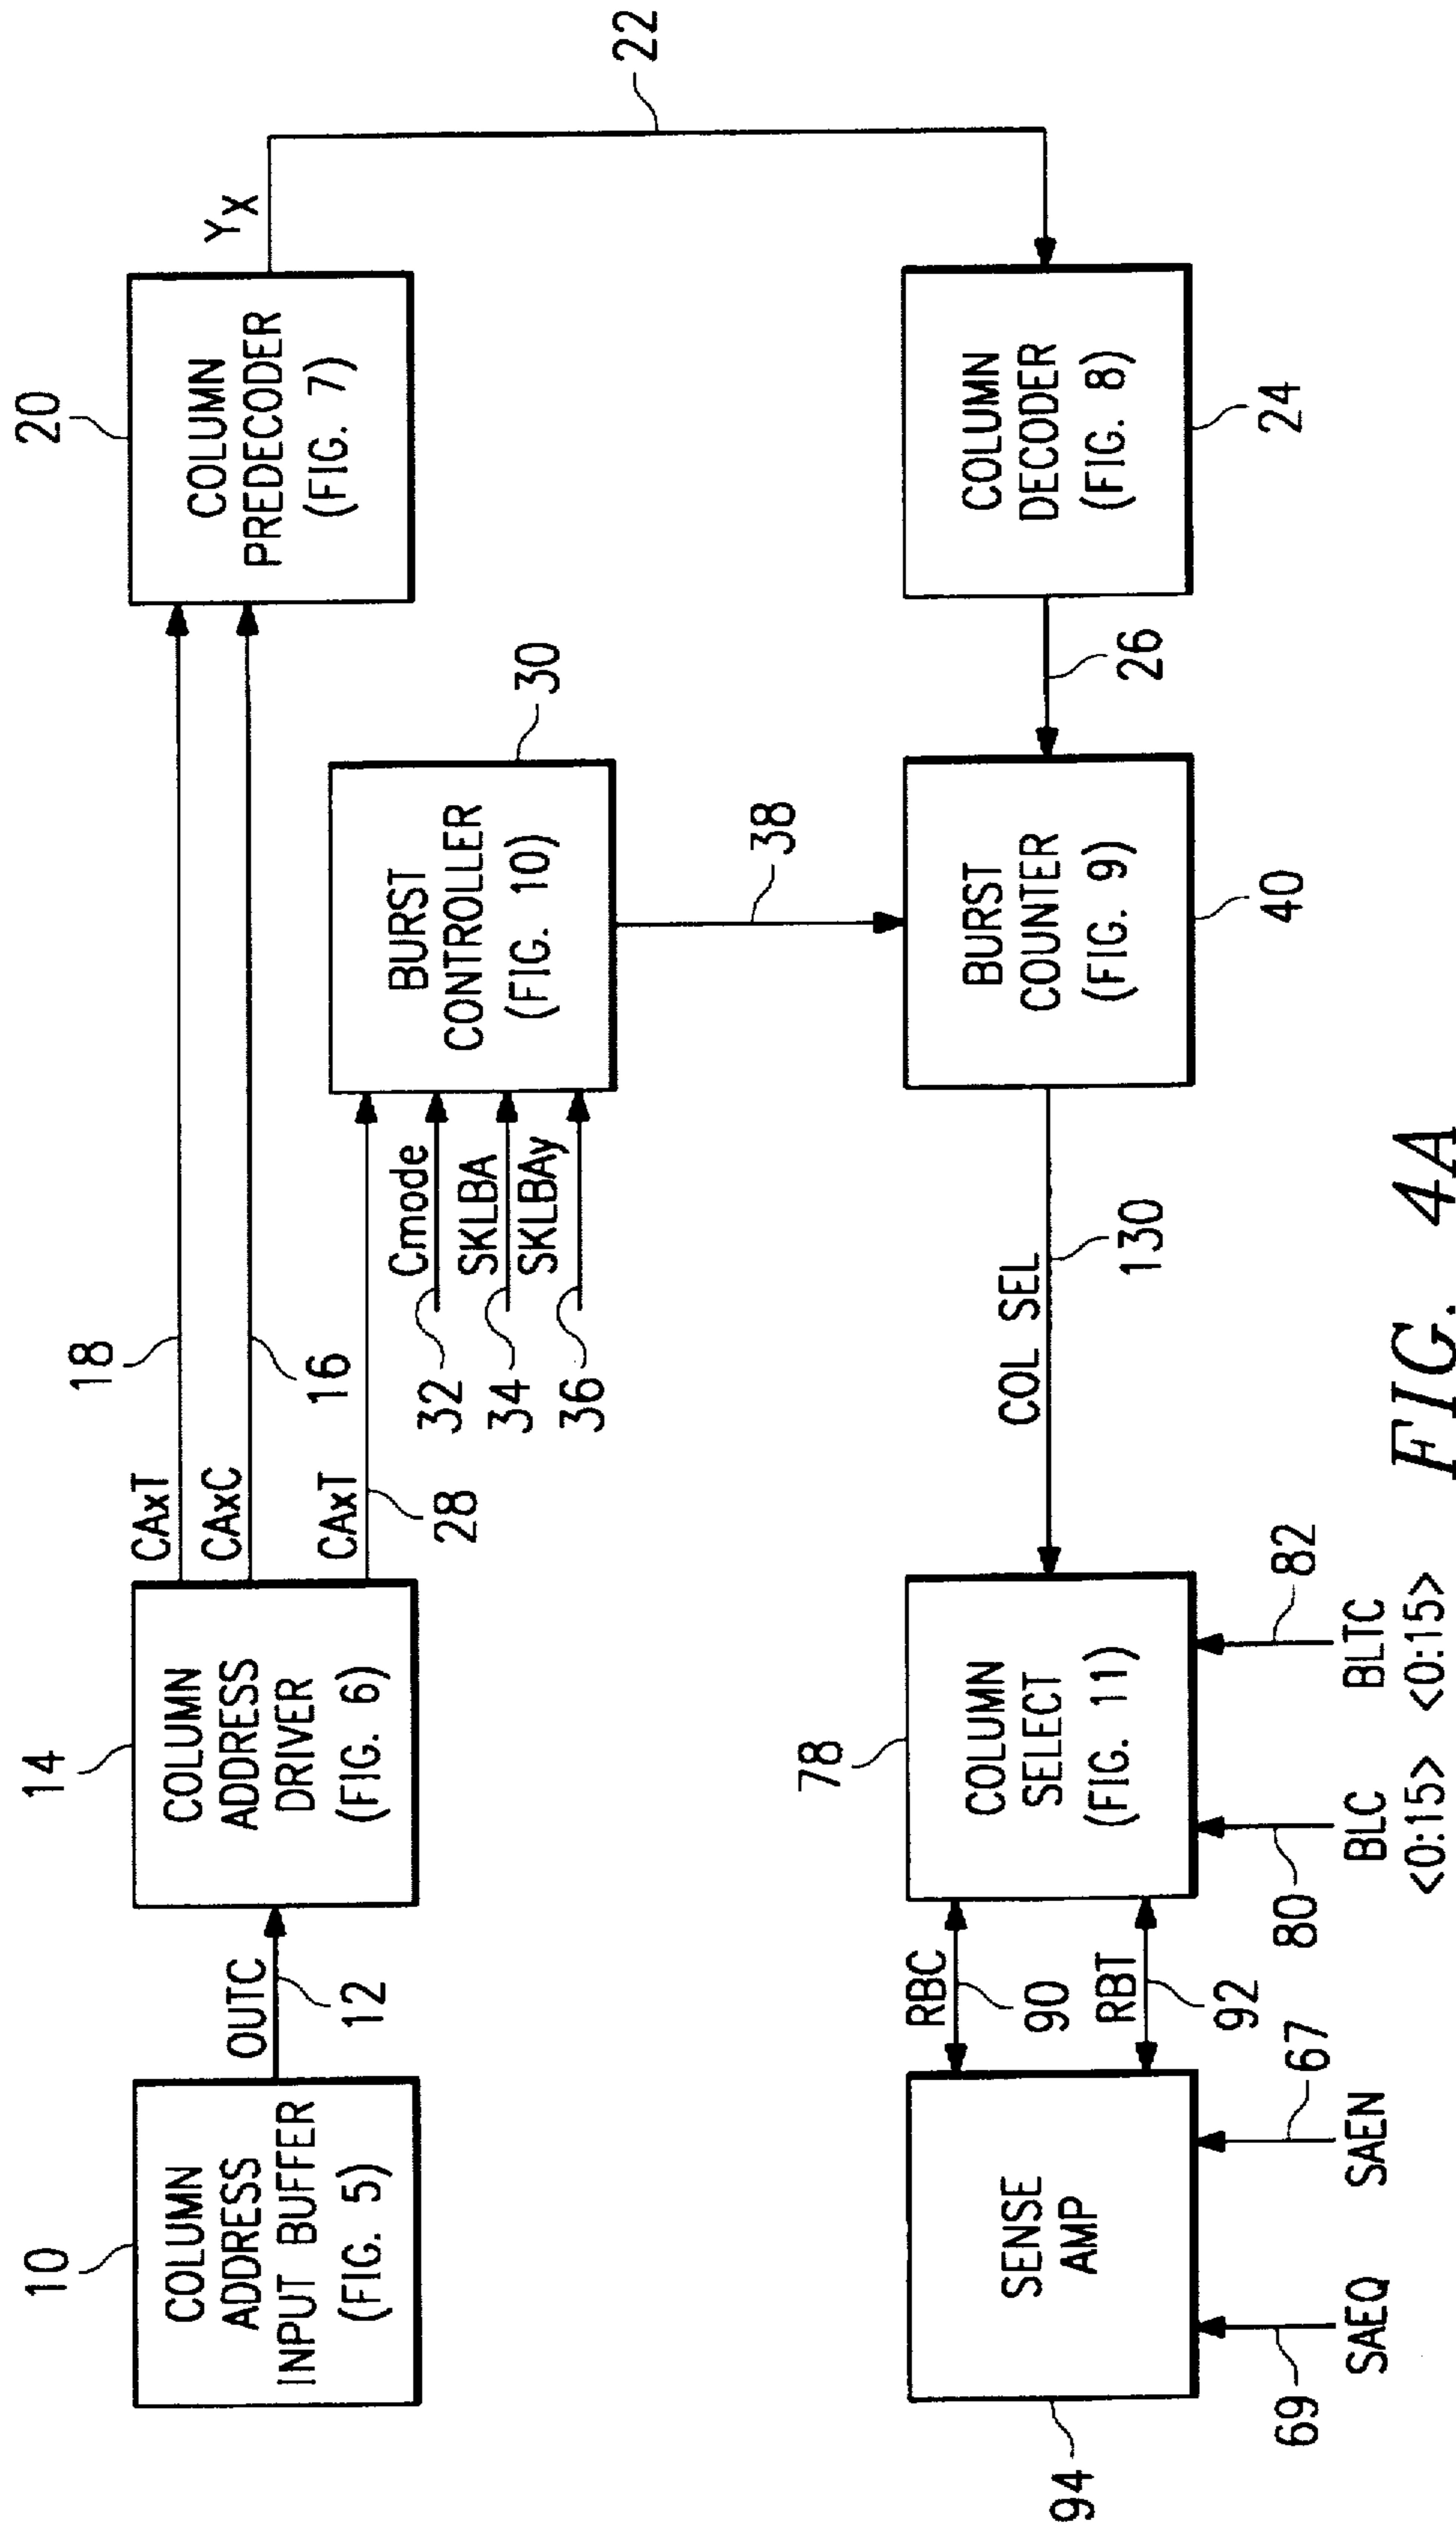 10
COLUMN
ADDRESS
INPUT BUFFER
(FIG. 5)
OUTC
12
14
COLUMN
ADDRESS
DRIVER
(FIG. 6)
CAxT
18
CAxC
16
CAxT
28
20
COLUMN
PREDECODER
(FIG. 7)
YX
22
Cmode
32
SKLBA
34
SKLBAy
36
30
BURST
CONTROLLER
(FIG. 10)
38
COLUMN
DECODER
(FIG. 8)
24
26
BURST
COUNTER
(FIG. 9)
40
COL SEL
130
78
COLUMN
SELECT
(FIG. 11)
80
BLC
<0:15>
82
BLTC
<0:15>
RBC
90
RBT
92
SENSE
AMP
94
69
SAEQ
67
SAEN
FIG. 4A